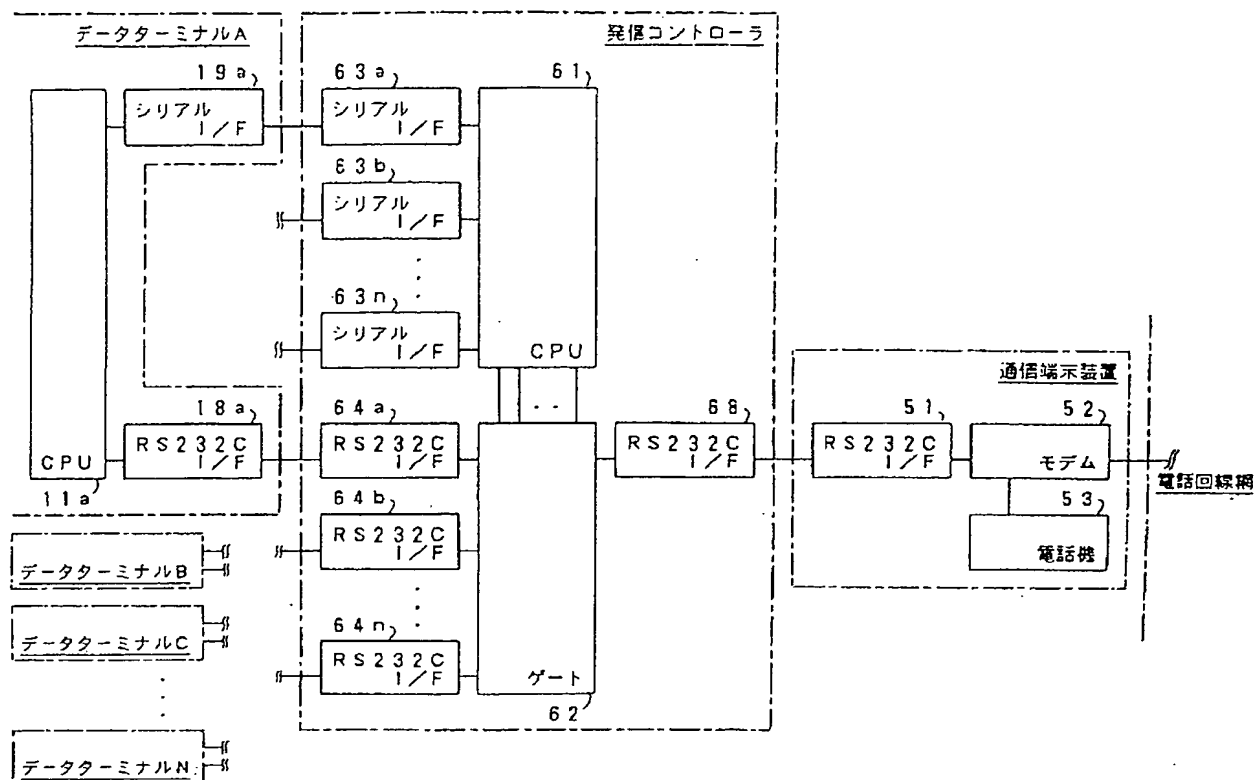 データターミナルA
19a
シリアル
I/F
CPU
11a
18a
RS232C
I/F
データターミナルB
データターミナルC
データターミナルN
発信コントローラ
63a
シリアル
I/F
63b
シリアル
I/F
63n
シリアル
I/F
61
CPU
64a
RS232C
I/F
64b
RS232C
I/F
64n
RS232C
I/F
ゲート
62
68
RS232C
I/F
通信端示装置
51
RS232C
I/F
52
モデム
53
電話機
電話回線網